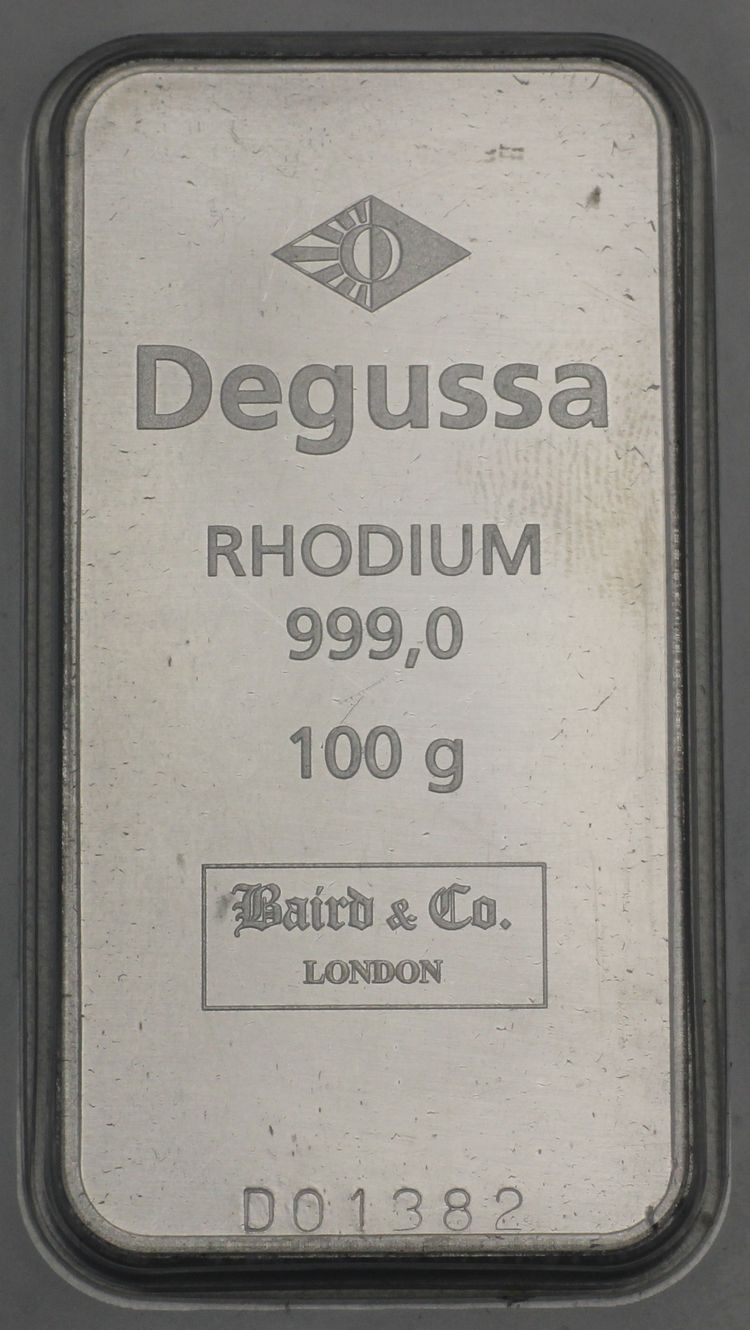 Degussa
RHODIUM
999,0
100 g
Baird & Co.
LONDON
D01382